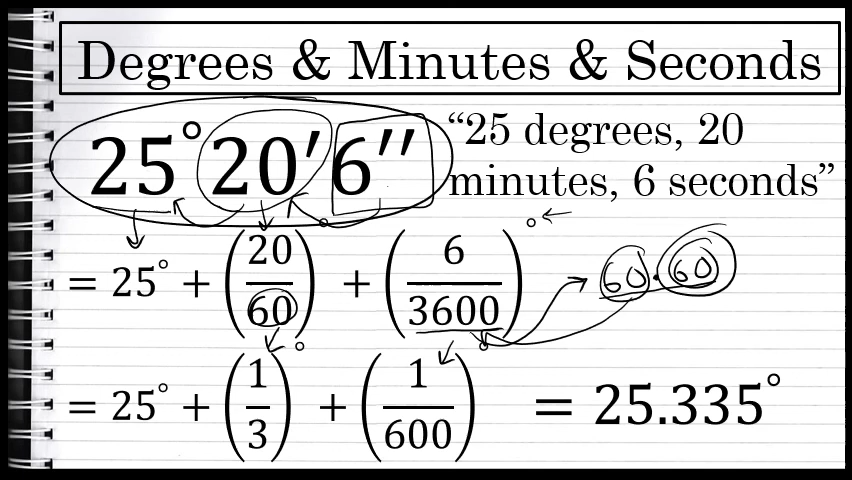 Degrees & Minutes & Seconds
25°20′6″
“25 degrees, 20
minutes, 6 seconds”
= 25° + (20/60)° + (6/3600)° 60·60
= 25° + (1/3)° + (1/600)° = 25.335°